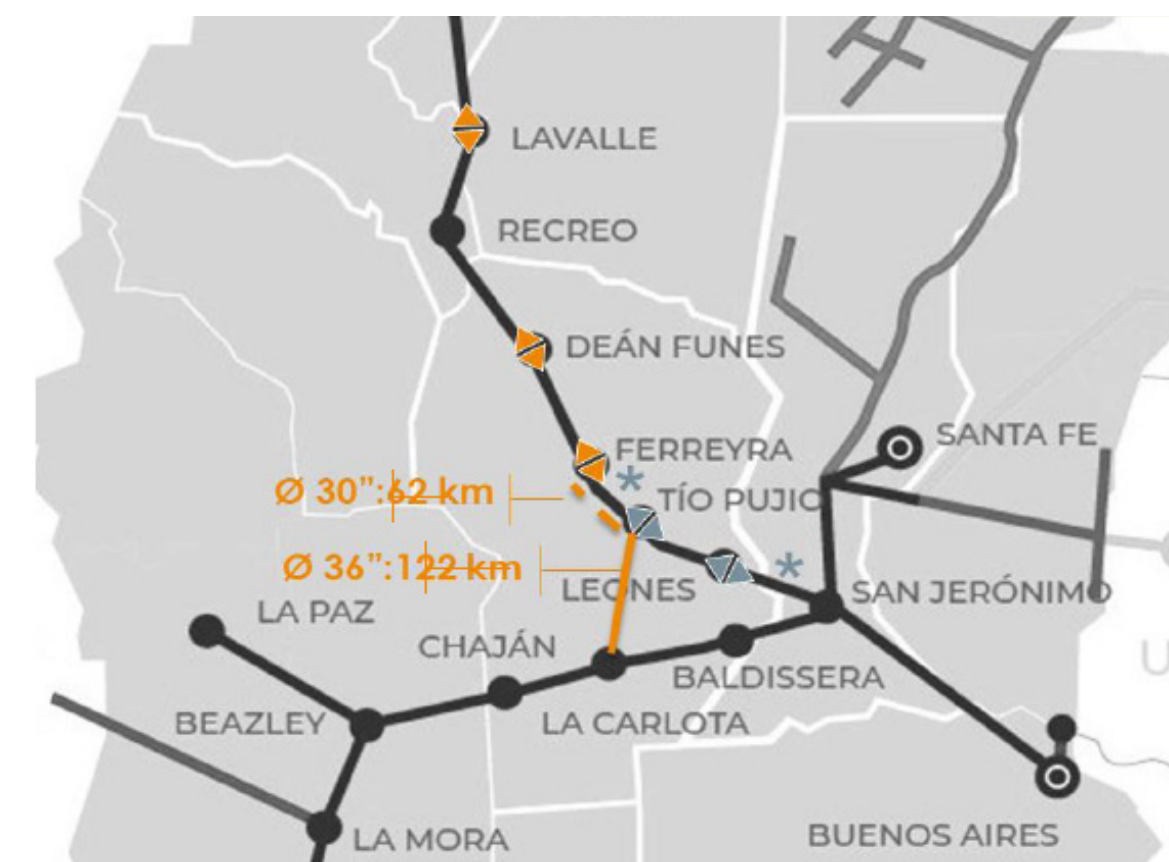 LAVALLE
RECREO
DEÁN FUNES
SANTA FE
FERREYRA
*
Ø 30”:62 km
TÍO PUJIO
*
Ø 36”:122 km
LEONES
SAN JERÓNIMO
LA PAZ
CHAJÁN
U
BALDISSERA
BEAZLEY
LA CARLOTA
LA MORA
BUENOS AIRES